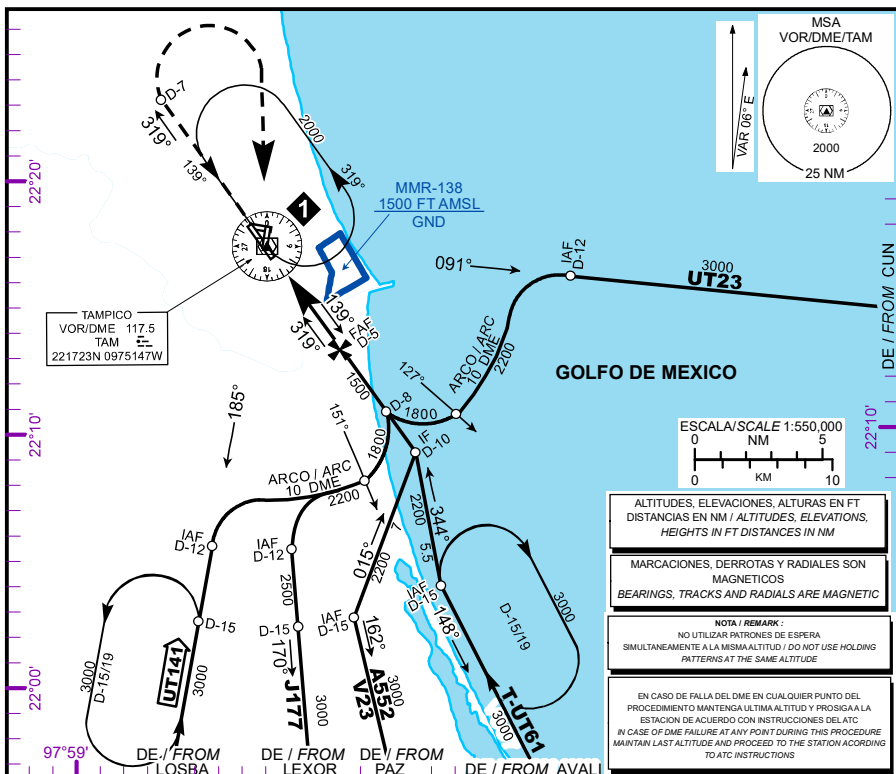 MSA
VOR/DME/TAM
2000
25 NM
VAR 06° E
D-7
319°
139°
2000
319°
22°20'
1
MMR-138
1500 FT AMSL
GND
091°
IAF
D-12
3000
UT23
DE / FROM CUN
TAMPICO
VOR/DME 117.5
TAM
221723N 0975147W
139°
319°
FAF
D-5
1500
127°
ARCO / ARC
10 DME
2200
GOLFO DE MEXICO
D-8
1800
22°10'
185°
151°
1800
IF
D-10
ESCALA/SCALE 1:550,000
0 NM 5
0 KM 10
ARCO / ARC
10 DME
2200
344°
2200
5.5
015°
2200
7
IAF
D-12
IAF
D-12
2500
IAF
D-15
148°
3000
D-15/19
ALTITUDES, ELEVACIONES, ALTURAS EN FT
DISTANCIAS EN NM / ALTITUDES, ELEVATIONS,
HEIGHTS IN FT DISTANCES IN NM
MARCACIONES, DERROTAS Y RADIALES SON
MAGNETICOS
BEARINGS, TRACKS AND RADIALS ARE MAGNETIC
NOTA / REMARK :
NO UTILIZAR PATRONES DE ESPERA
SIMULTANEAMENTE A LA MISMA ALTITUD / DO NOT USE HOLDING
PATTERNS AT THE SAME ALTITUDE
EN CASO DE FALLA DEL DME EN CUALQUIER PUNTO DEL
PROCEDIMIENTO MANTENGA ULTIMA ALTITUD Y PROSIGA A LA
ESTACION DE ACUERDO CON INSTRUCCIONES DEL ATC
IN CASE OF DME FAILURE AT ANY POINT DURING THIS PROCEDURE
MAINTAIN LAST ALTITUDE AND PROCEED TO THE STATION ACORDING
TO ATC INSTRUCTIONS
D-15
D-15
IAF
D-15
162°
170°
3000
D-15/19
UT141
3000
J177
3000
A552
V23
3000
T-UT61
3000
22°00'
97°59'
DE / FROM
LOSBA
DE / FROM
LEXOR
DE / FROM
PAZ
DE / FROM AVALI